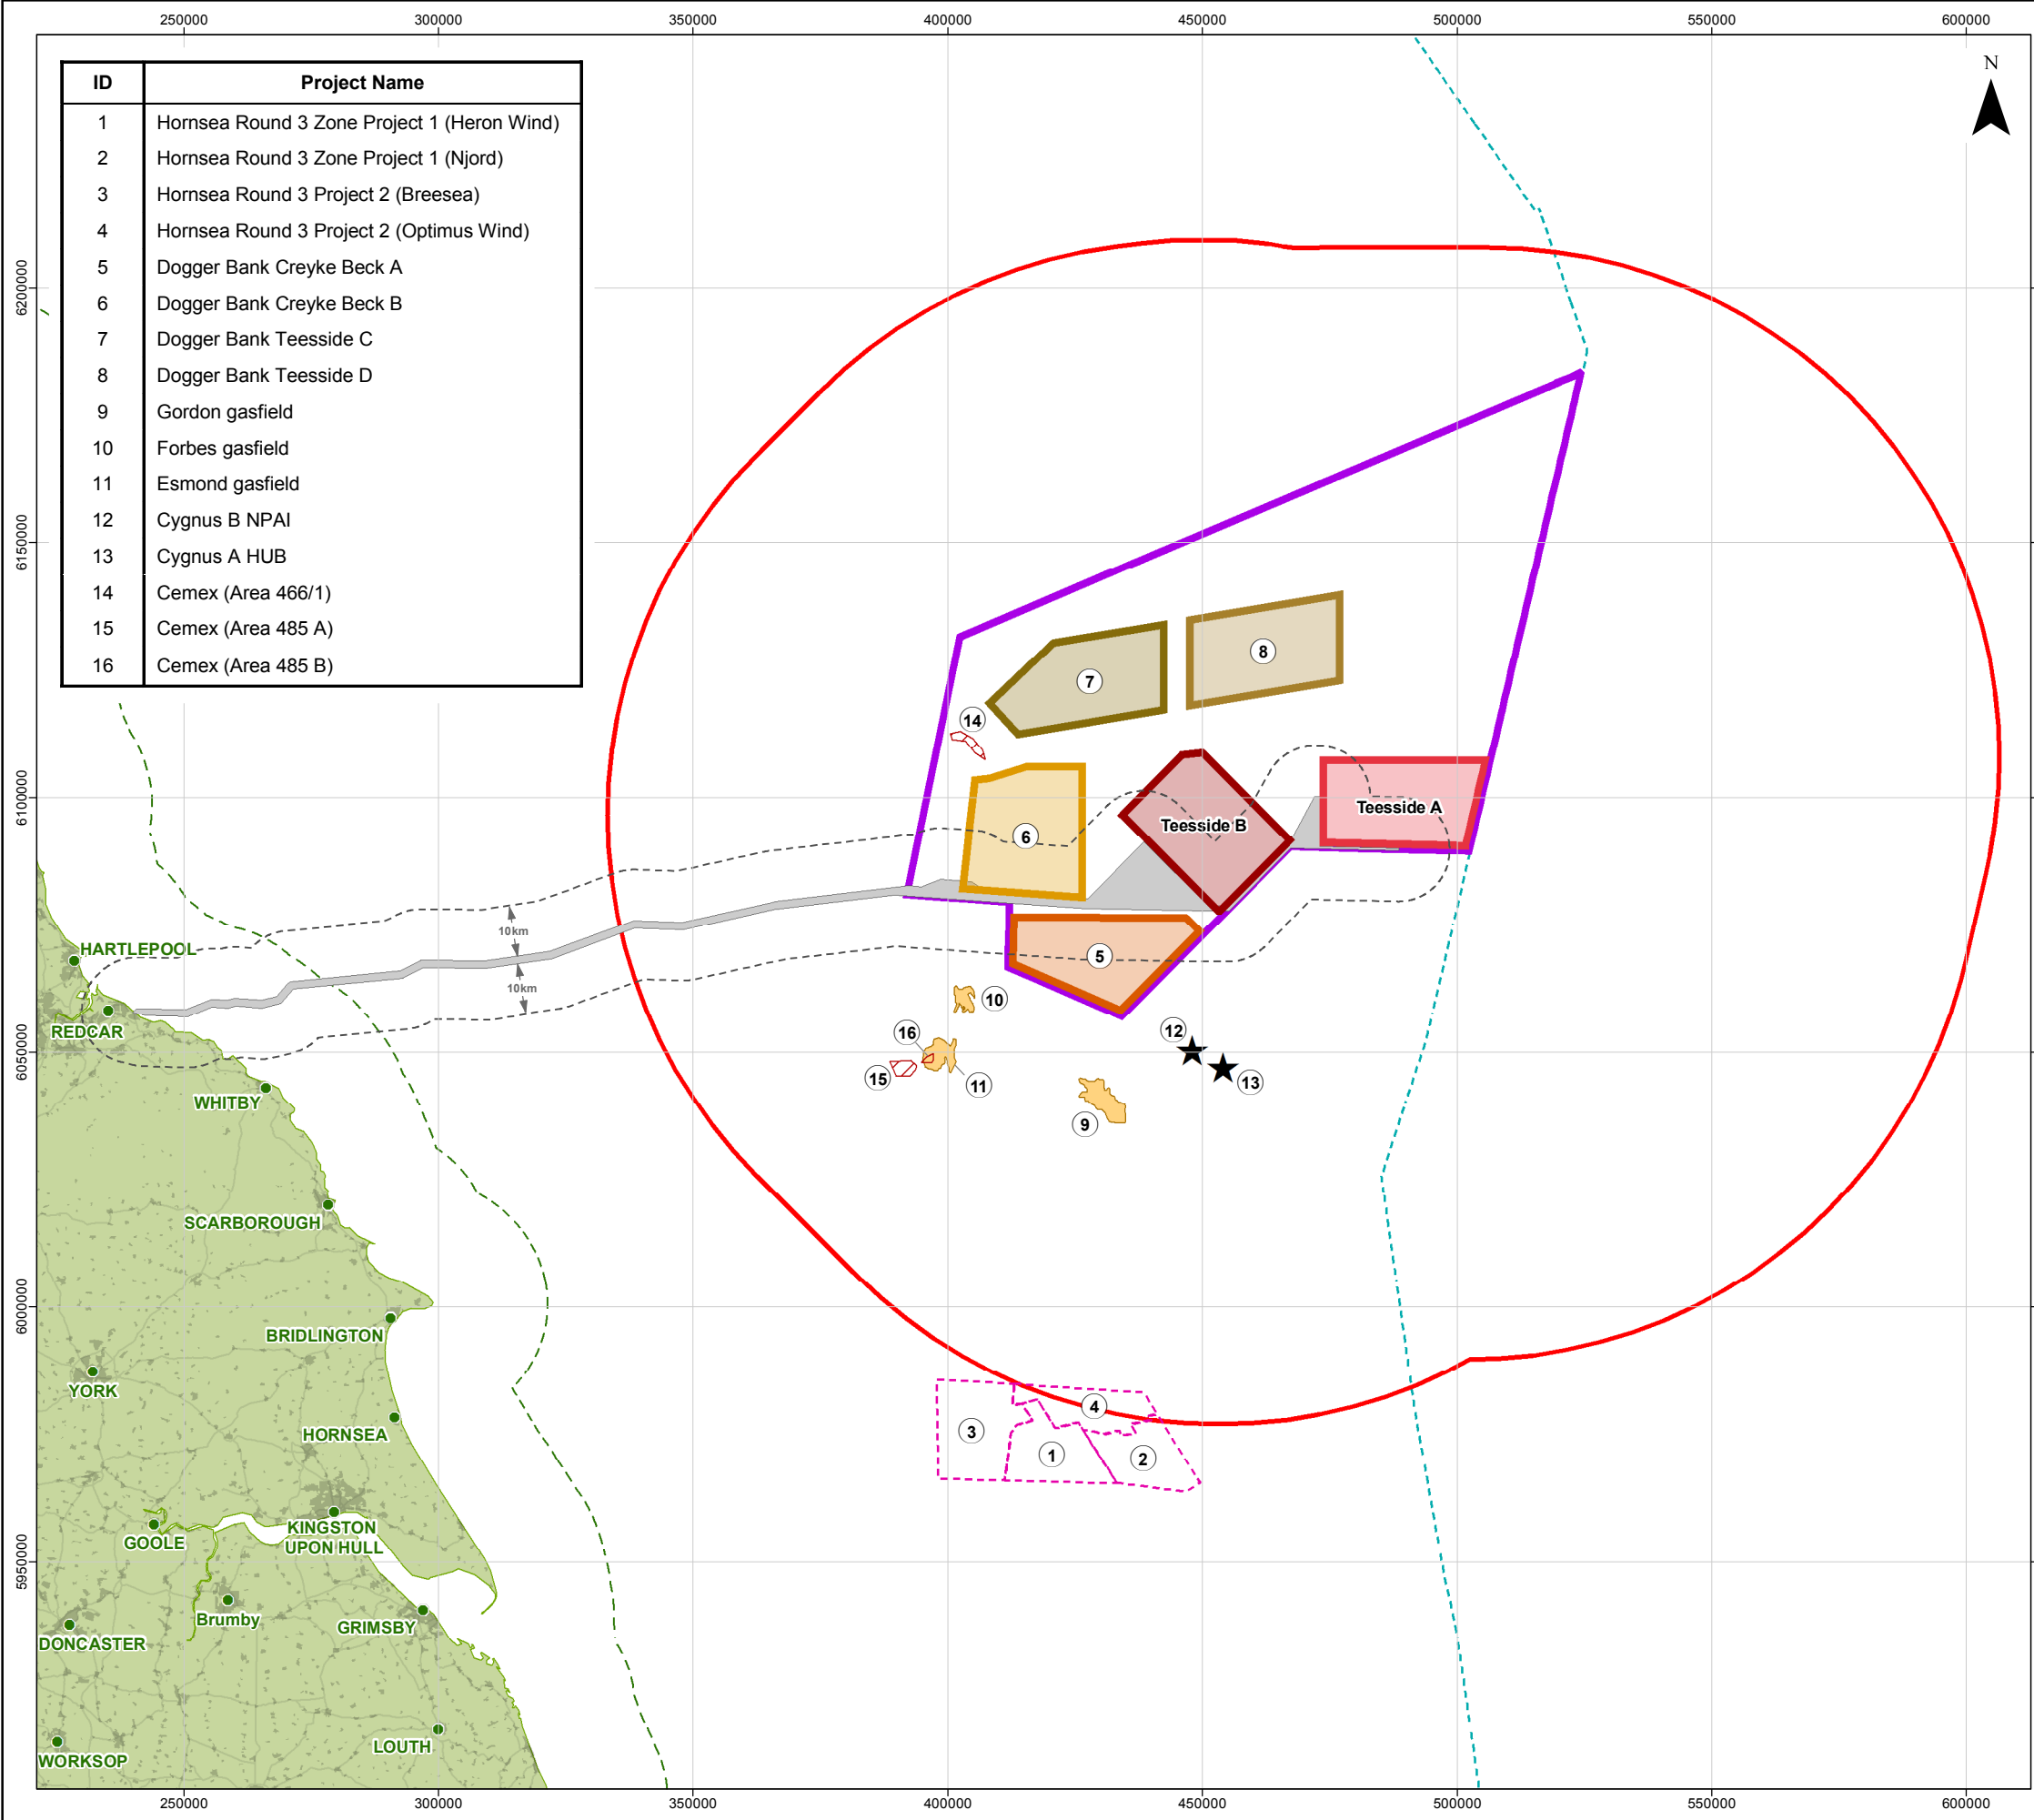 250000 300000 350000 400000 450000 500000 550000 600000
N
ID Project Name
1 Hornsea Round 3 Zone Project 1 (Heron Wind)
2 Hornsea Round 3 Zone Project 1 (Njord)
3 Hornsea Round 3 Project 2 (Breesea)
4 Hornsea Round 3 Project 2 (Optimus Wind)
5 Dogger Bank Creyke Beck A
6 Dogger Bank Creyke Beck B
7 Dogger Bank Teesside C
8 Dogger Bank Teesside D
9 Gordon gasfield
10 Forbes gasfield
11 Esmond gasfield
12 Cygnus B NPAI
13 Cygnus A HUB
14 Cemex (Area 466/1)
15 Cemex (Area 485 A)
16 Cemex (Area 485 B)
6200000
6150000
6100000
6050000
6000000
5950000
8
7
14
Teesside A
Teesside B
6
10km
HARTLEPOOL
5
10km
10
REDCAR
12
16
15
11
13
WHITBY
9
SCARBOROUGH
BRIDLINGTON
YORK
4
3
HORNSEA
1
2
KINGSTON
UPON HULL
GOOLE
Brumby
GRIMSBY
DONCASTER
LOUTH
WORKSOP
250000 300000 350000 400000 450000 500000 550000 600000